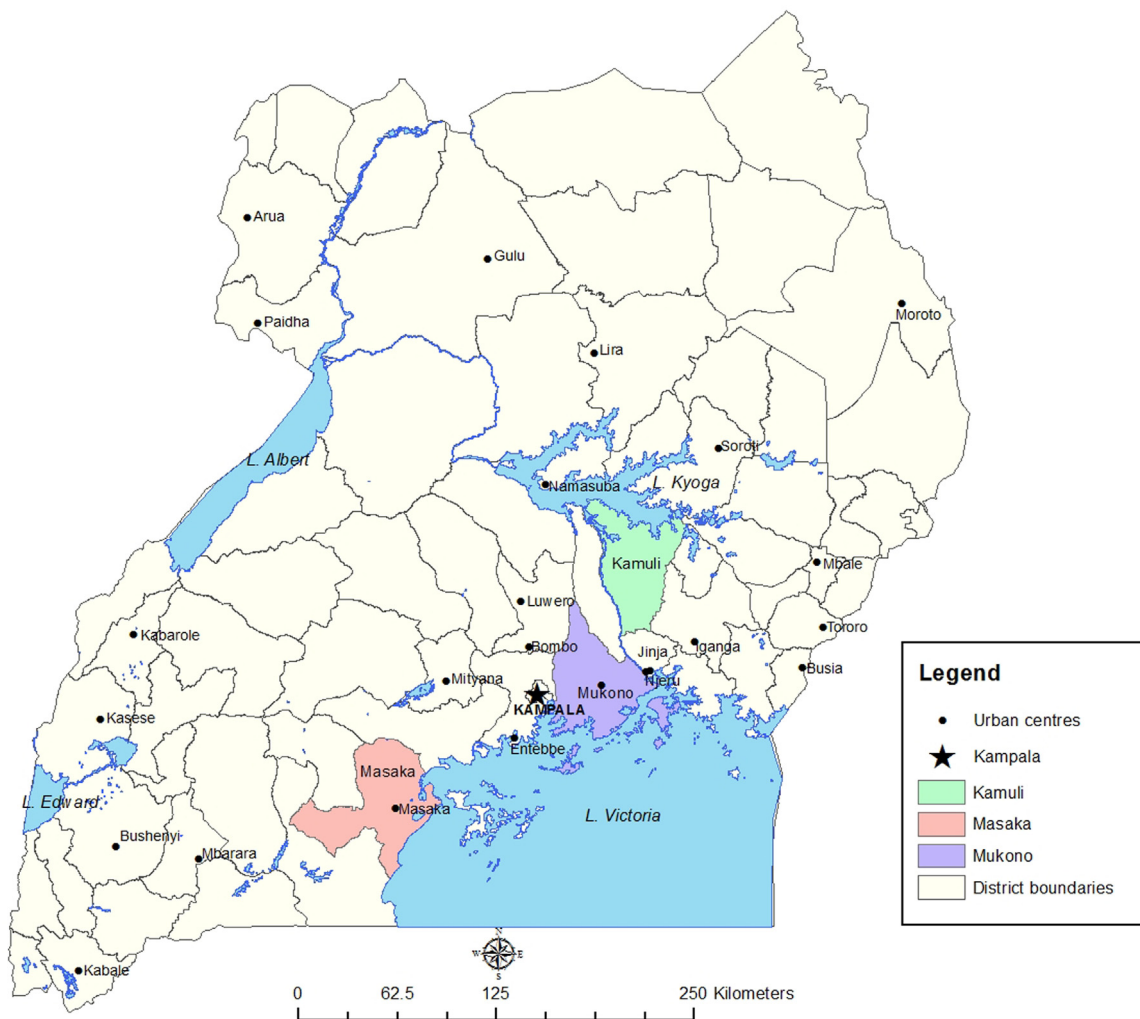 Arua
Gulu
Paidha
Moroto
Lira
Soroti
L. Albert
L. Kyoga
Namasuba
Kamuli
Mbale
Luwero
Tororo
Kabarole
Bombo
Jinja
Iganga
Busia
Mityana
Njeru
Mukono
KAMPALA
Kasese
Entebbe
Masaka
L. Edward
Masaka
L. Victoria
Bushenyi
Mbarara
Kabale
Legend
Urban centres
Kampala
Kamuli
Masaka
Mukono
District boundaries
N
W E
S
0 62.5 125 250 Kilometers